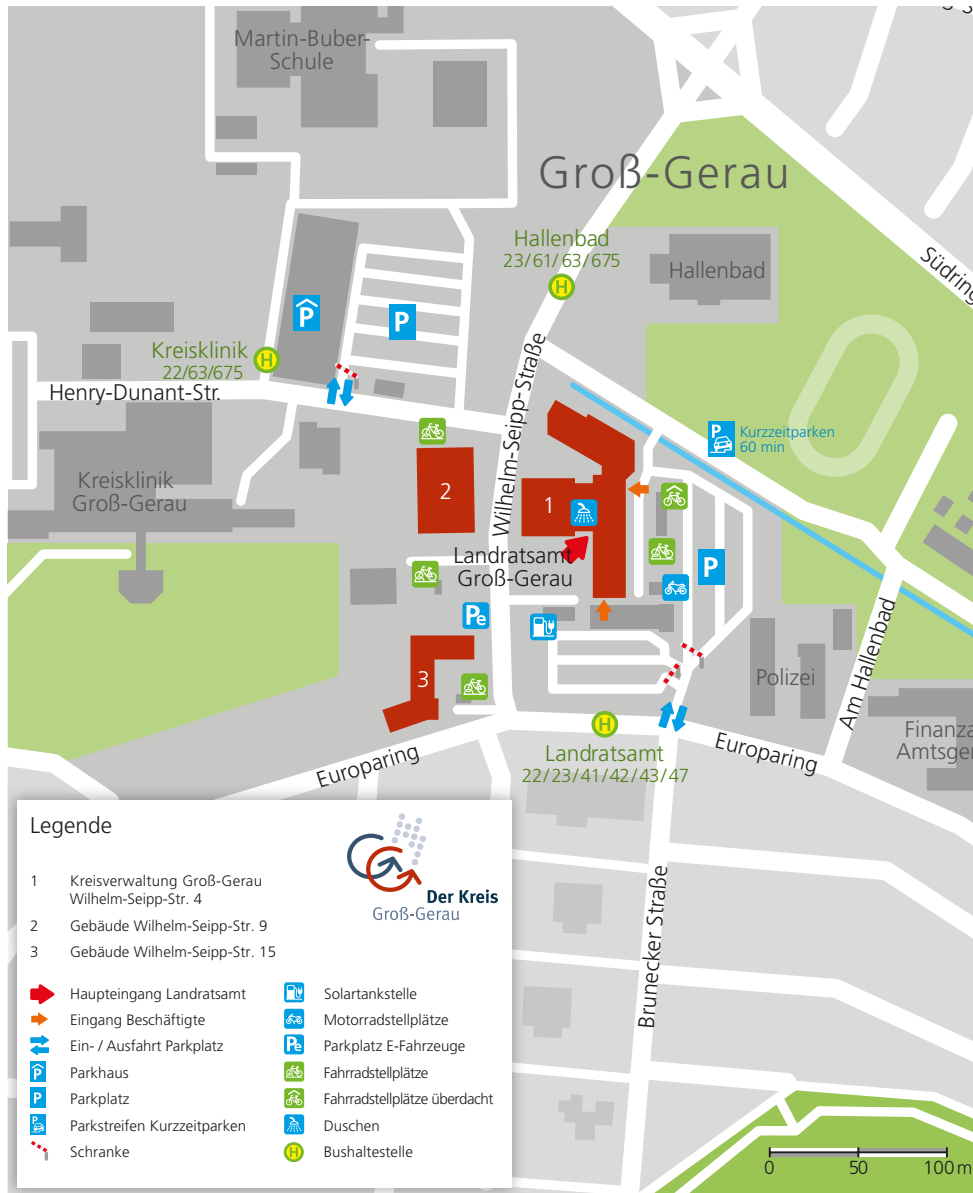 Martin-Buber-
Schule
Groß-Gerau
Hallenbad
23/61/63/675
H
Hallenbad
Südring
P
P
Kreisklinik
22/63/675
H
Henry-Dunant-Str.
Wilhelm-Seipp-Straße
P
Kurzzeitparken
60 min
Kreisklinik
Groß-Gerau
2
1
Landratsamt
Groß-Gerau
P
Pe
3
Polizei
Am Hallenbad
H
Landratsamt
22/23/41/42/43/47
Europaring
Europaring
Finanza
Amtsger
Brunecker Straße
Legende
1 Kreisverwaltung Groß-Gerau
Wilhelm-Seipp-Str. 4
2 Gebäude Wilhelm-Seipp-Str. 9
3 Gebäude Wilhelm-Seipp-Str. 15
Der Kreis
Groß-Gerau
Haupteingang Landratsamt
Eingang Beschäftigte
Ein- / Ausfahrt Parkplatz
P Parkhaus
P Parkplatz
P Parkstreifen Kurzzeitparken
Schranke
Solartankstelle
Motorradstellplätze
Pe Parkplatz E-Fahrzeuge
Fahrradstellplätze
Fahrradstellplätze überdacht
Duschen
H Bushaltestelle
0 50 100 m